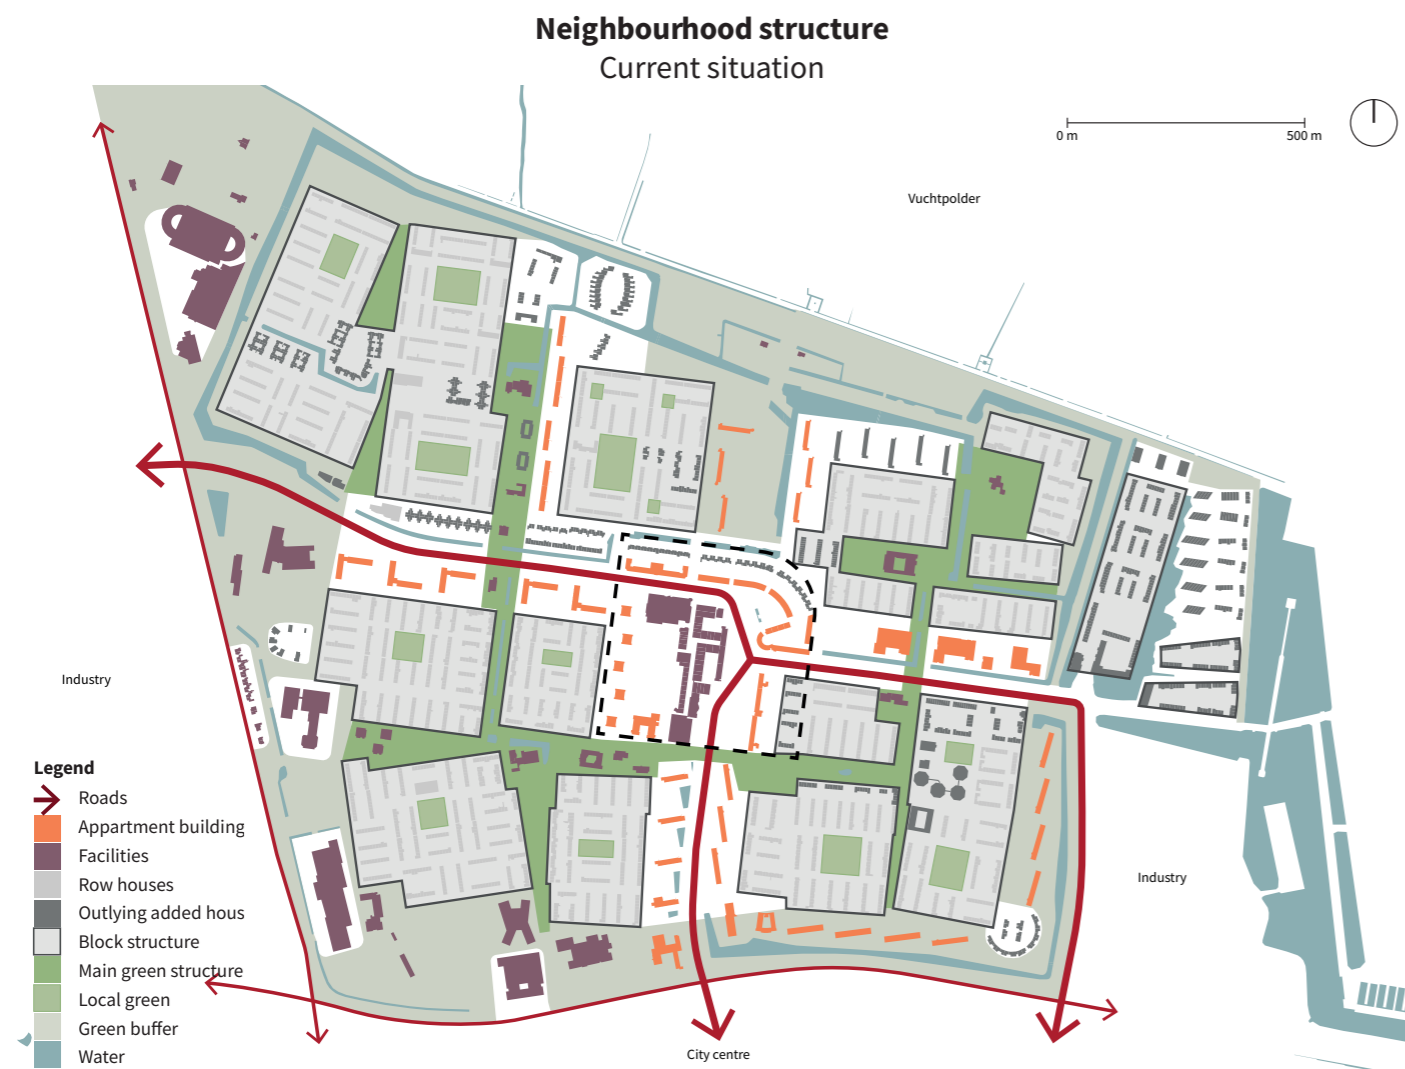 Neighbourhood structure
Current situation
0 m
500 m
Vuchtpolder
Industry
Legend
Roads
Appartment building
Facilities
Row houses
Outlying added hous
Block structure
Main green structure
Local green
Green buffer
Water
Industry
City centre